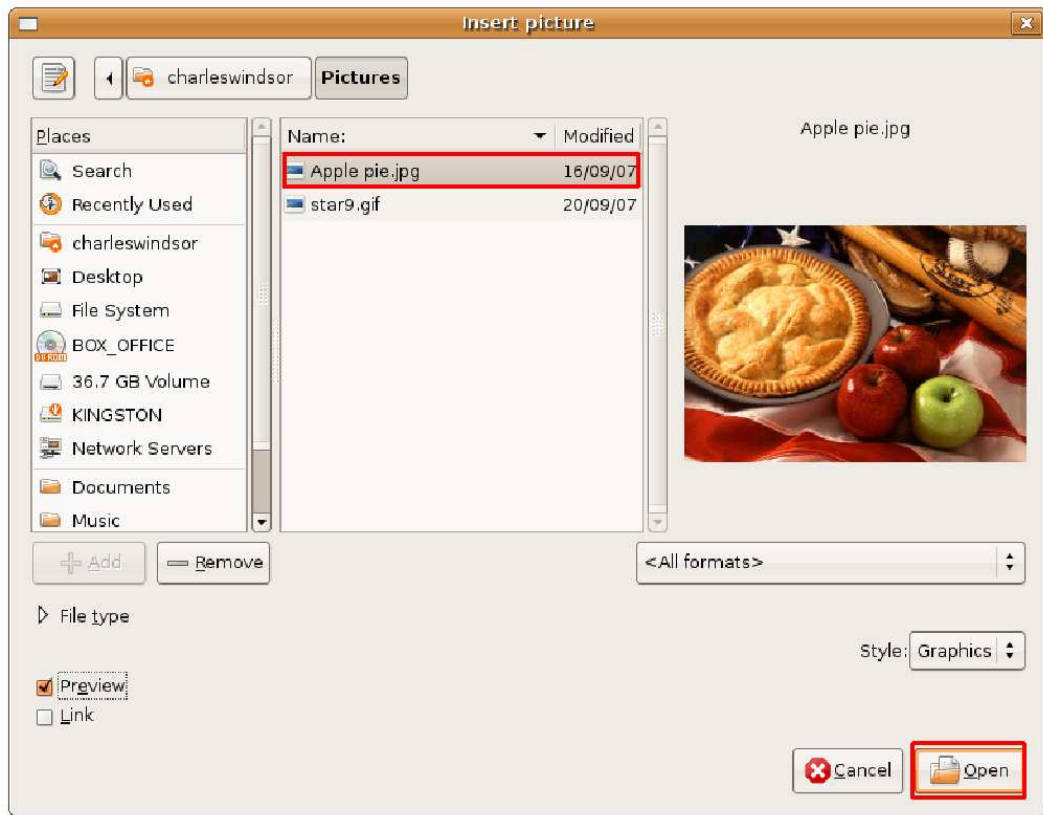 Insert picture
charleswindsor Pictures
Places
Search
Recently Used
charleswindsor
Desktop
File System
BOX_OFFICE
36.7 GB Volume
KINGSTON
Network Servers
Documents
Music
Name: Modified
Apple pie.jpg 16/09/07
star9.gif 20/09/07
Apple pie.jpg
Add Remove
<All formats>
File type
Style: Graphics
Preview
Link
Cancel Open